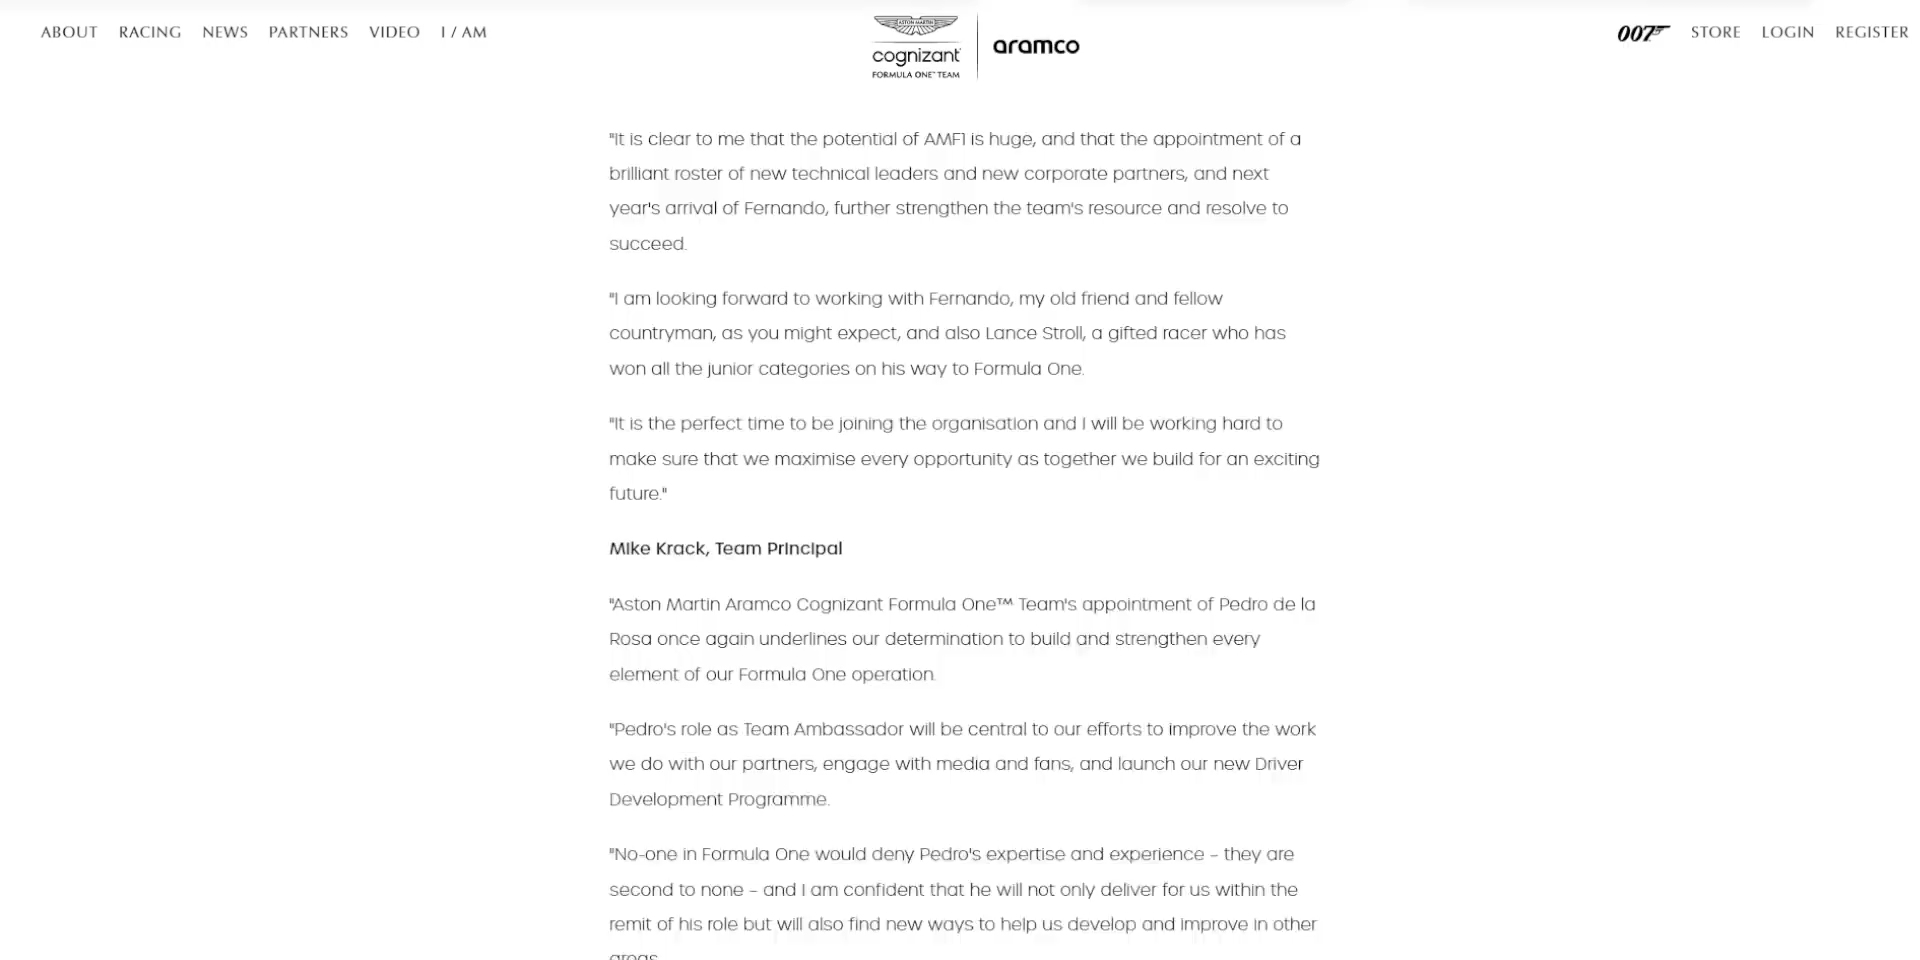 ABOUT RACING NEWS PARTNERS VIDEO I / AM
ASTON MARTIN
cognizant
FORMULA ONE™ TEAM
aramco
007 STORE LOGIN REGISTER
"It is clear to me that the potential of AMF1 is huge, and that the appointment of a
brilliant roster of new technical leaders and new corporate partners, and next
year's arrival of Fernando, further strengthen the team's resource and resolve to
succeed.
"I am looking forward to working with Fernando, my old friend and fellow
countryman, as you might expect, and also Lance Stroll, a gifted racer who has
won all the junior categories on his way to Formula One.
"It is the perfect time to be joining the organisation and I will be working hard to
make sure that we maximise every opportunity as together we build for an exciting
future."
Mike Krack, Team Principal
"Aston Martin Aramco Cognizant Formula One™ Team's appointment of Pedro de la
Rosa once again underlines our determination to build and strengthen every
element of our Formula One operation.
"Pedro's role as Team Ambassador will be central to our efforts to improve the work
we do with our partners, engage with media and fans, and launch our new Driver
Development Programme.
"No-one in Formula One would deny Pedro's expertise and experience – they are
second to none – and I am confident that he will not only deliver for us within the
remit of his role but will also find new ways to help us develop and improve in other
areas.